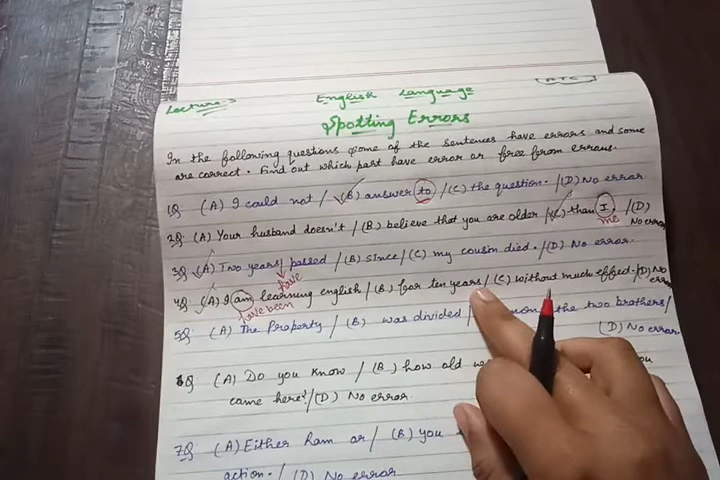 Lecture
English Language
Spotting Errors
In the following questions some of the sentences have errors and some
are correct. Find out which part have error or free from errors.
1Q (A) I could not / (B) answer to / (C) the question. / (D) No error
2Q (A) Your husband doesn't / (B) believe that you are older / (C) than I. / (D) No error
me
3Q (A) Two years passed / (B) since / (C) my cousin died. / (D) No error.
have
4Q (A) I am learning english / (B) for ten years / (C) without much effect. / (D) No error
have been
5Q (A) The Property / (B) was divided / the two brothers /
(D) No error
6Q (A) Do you know / (B) how old
came here? / (D) No error
7Q (A) Either Ram or / (B) you
action. / (D) No error